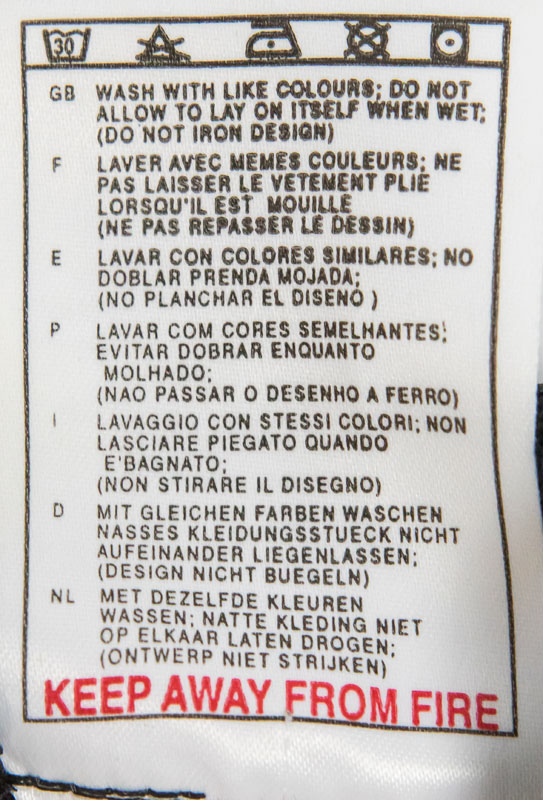 30
GB WASH WITH LIKE COLOURS; DO NOT
ALLOW TO LAY ON ITSELF WHEN WET;
(DO NOT IRON DESIGN)
F LAVER AVEC MEMES COULEURS; NE
PAS LAISSER LE VETEMENT PLIE
LORSQU'IL EST MOUILLE
(NE PAS REPASSER LE DESSIN)
E LAVAR CON COLORES SIMILARES; NO
DOBLAR PRENDA MOJADA;
(NO PLANCHAR EL DISENO )
P LAVAR COM CORES SEMELHANTES;
EVITAR DOBRAR ENQUANTO
MOLHADO;
(NAO PASSAR O DESENHO A FERRO)
I LAVAGGIO CON STESSI COLORI; NON
LASCIARE PIEGATO QUANDO
E'BAGNATO;
(NON STIRARE IL DISEGNO)
D MIT GLEICHEN FARBEN WASCHEN
NASSES KLEIDUNGSSTUECK NICHT
AUFEINANDER LIEGENLASSEN;
(DESIGN NICHT BUEGELN)
NL MET DEZELFDE KLEUREN
WASSEN; NATTE KLEDING NIET
OP ELKAAR LATEN DROGEN;
(ONTWERP NIET STRIJKEN)
KEEP AWAY FROM FIRE